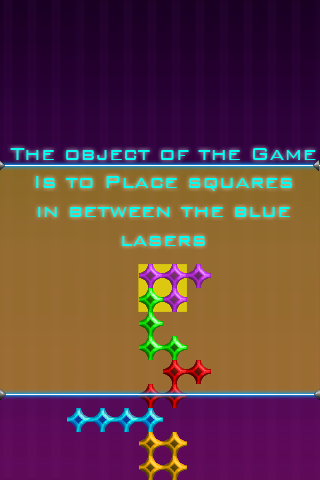 The object of the Game
Is to Place squares
in between the blue
lasers